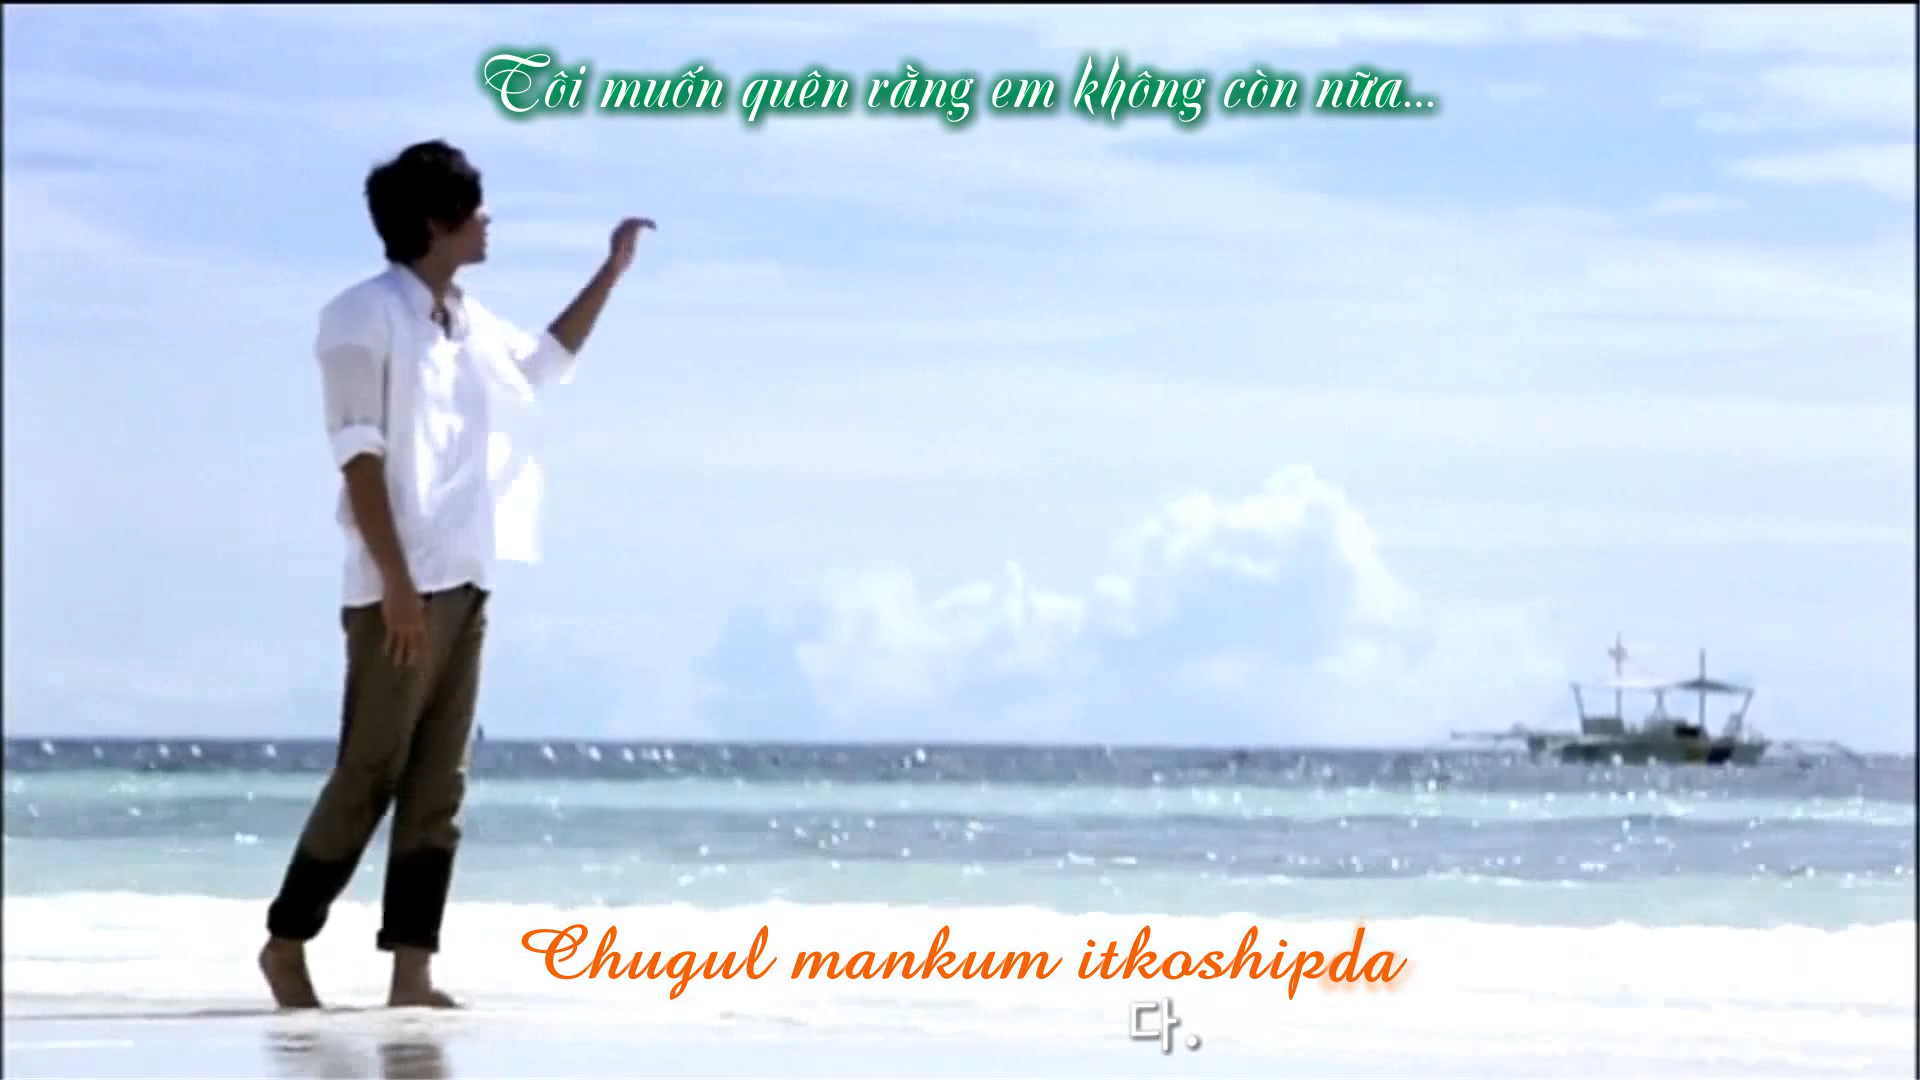 Tôi muốn quên rằng em không còn nữa...
Chugul mankum itkoshipda
다.